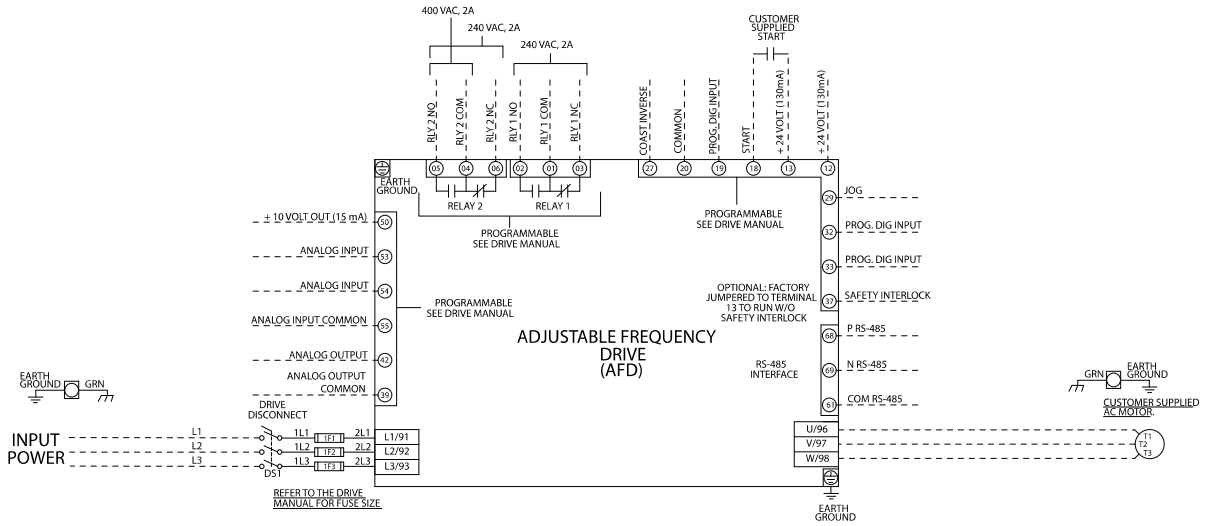 400 VAC, 2A
240 VAC, 2A
240 VAC, 2A
CUSTOMER
SUPPLIED
START
RLY 2 NO
RLY 2 COM
RLY 2 NC
RLY 1 NO
RLY 1 COM
RLY 1 NC
COAST INVERSE
COMMON
PROG. DIG INPUT
START
+ 24 VOLT (130mA)
+ 24 VOLT (130mA)
05
04
06
02
01
03
27
20
19
18
13
12
EARTH
GROUND
RELAY 2
RELAY 1
PROGRAMMABLE
SEE DRIVE MANUAL
PROGRAMMABLE
SEE DRIVE MANUAL
29
JOG
32
PROG. DIG INPUT
33
PROG. DIG INPUT
37
SAFETY INTERLOCK
OPTIONAL: FACTORY
JUMPERED TO TERMINAL
13 TO RUN W/O
SAFETY INTERLOCK
+ 10 VOLT OUT (15 mA)
50
ANALOG INPUT
53
ANALOG INPUT
54
ANALOG INPUT COMMON
55
ANALOG OUTPUT
42
ANALOG OUTPUT
COMMON
39
PROGRAMMABLE
SEE DRIVE MANUAL
ADJUSTABLE FREQUENCY
DRIVE
(AFD)
RS-485
INTERFACE
68
P RS-485
69
N RS-485
61
COM RS-485
EARTH
GROUND
GRN
DRIVE
DISCONNECT
INPUT
POWER
L1
L2
L3
DS1
1L1
1F1
2L1
L1/91
1L2
1F2
2L2
L2/92
1L3
1F3
2L3
L3/93
REFER TO THE DRIVE
MANUAL FOR FUSE SIZE
U/96
V/97
W/98
EARTH
GROUND
GRN
EARTH
GROUND
CUSTOMER SUPPLIED
AC MOTOR.
T1
T2
T3